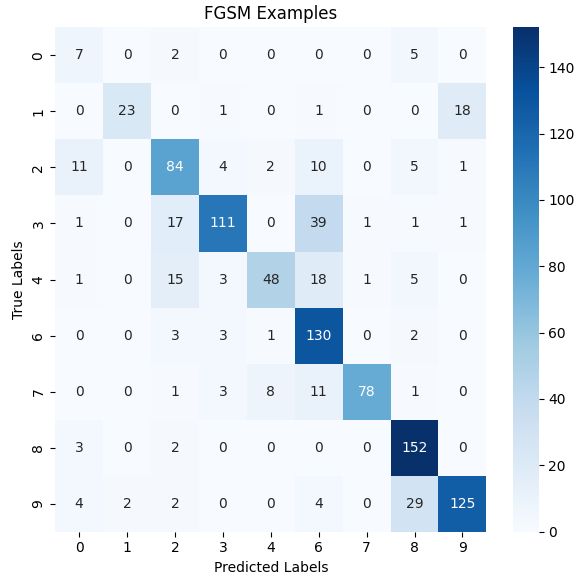 FGSM Examples
0 7 0 2 0 0 0 0 5 0
1 0 23 0 1 0 1 0 0 18
2 11 0 84 4 2 10 0 5 1
3 1 0 17 111 0 39 1 1 1
4 1 0 15 3 48 18 1 5 0
6 0 0 3 3 1 130 0 2 0
7 0 0 1 3 8 11 78 1 0
8 3 0 2 0 0 0 0 152 0
9 4 2 2 0 0 4 0 29 125
0 1 2 3 4 6 7 8 9
Predicted Labels
True Labels
140
120
100
80
60
40
20
0